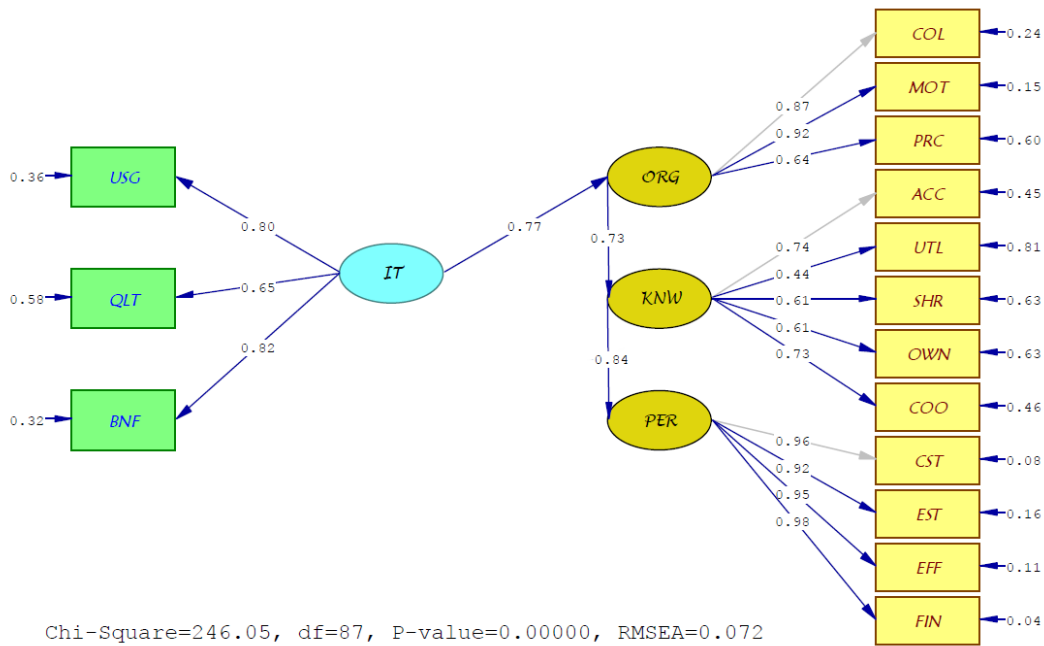 COL
0.24
MOT
0.15
0.87
0.92
PRC
0.60
0.64
0.36
USG
ORG
ACC
0.45
0.80
0.77
0.73
0.74
UTL
0.81
IT
0.44
0.58
QLT
0.65
KNW
0.61
SHR
0.63
0.61
OWN
0.63
0.82
0.84
0.73
0.32
BNF
PER
COO
0.46
0.96
CST
0.08
0.92
0.95
EST
0.16
0.98
EFF
0.11
FIN
0.04
Chi-Square=246.05, df=87, P-value=0.00000, RMSEA=0.072